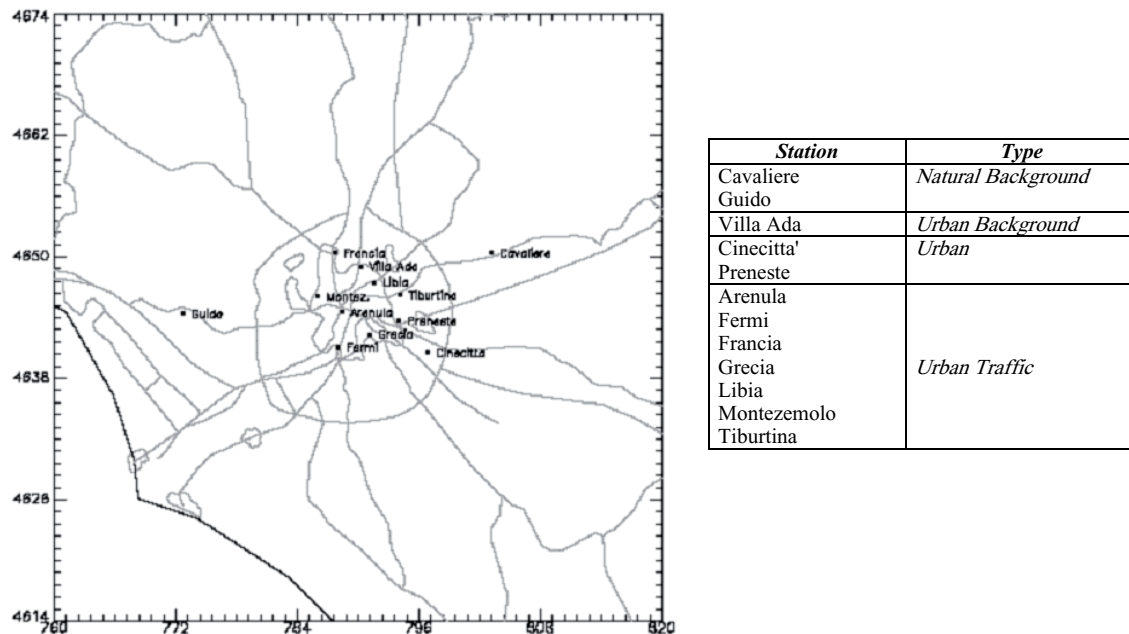 4674
4662
4650
4638
4626
4614
760 772 784 796 808 820
Francia
Villa Ada
Cavaliere
Libia
Montez.
Tiburtina
Guido
Arenula
Preneste
Grecia
Fermi
Cinecitta
Station Type
Cavaliere Natural Background
Guido
Villa Ada Urban Background
Cinecitta' Urban
Preneste
Arenula
Fermi
Francia
Grecia Urban Traffic
Libia
Montezemolo
Tiburtina